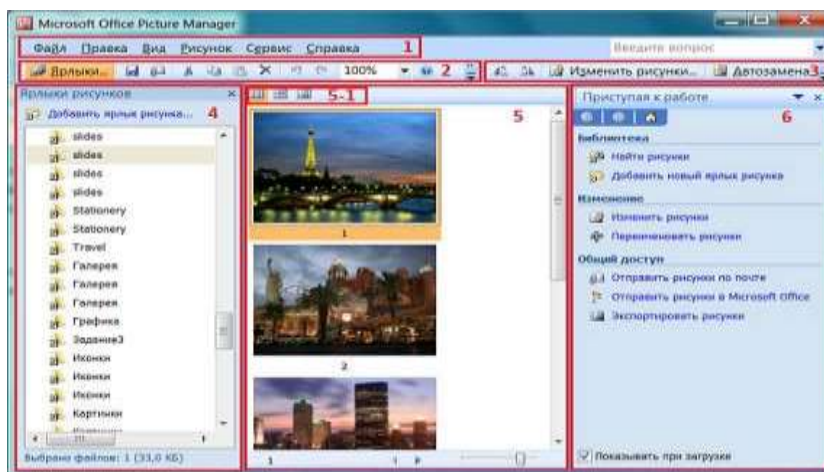 Microsoft Office Picture Manager
Файл Правка Вид Рисунок Сервис Справка 1
Введите вопрос
Ярлыки... 100% 2 Изменить рисунки... Автозамена 3
Ярлыки рисунков
Добавить ярлык рисунка... 4
slides
slides
slides
slides
Stationery
Stationery
Travel
Галерея
Галерея
Галерея
Графика
Задание3
Иконки
Иконки
Иконки
Картинки
Картинки
Выбрано файлов: 1 (33,0 КБ)
5-1 5
1
2
1
Приступая к работе
6
Библиотека
Найти рисунки
Добавить новый ярлык рисунка
Изменение
Изменить рисунки
Переименовать рисунки
Общий доступ
Отправить рисунки по почте
Отправить рисунки в Microsoft Office
Экспортировать рисунки
Показывать при загрузке